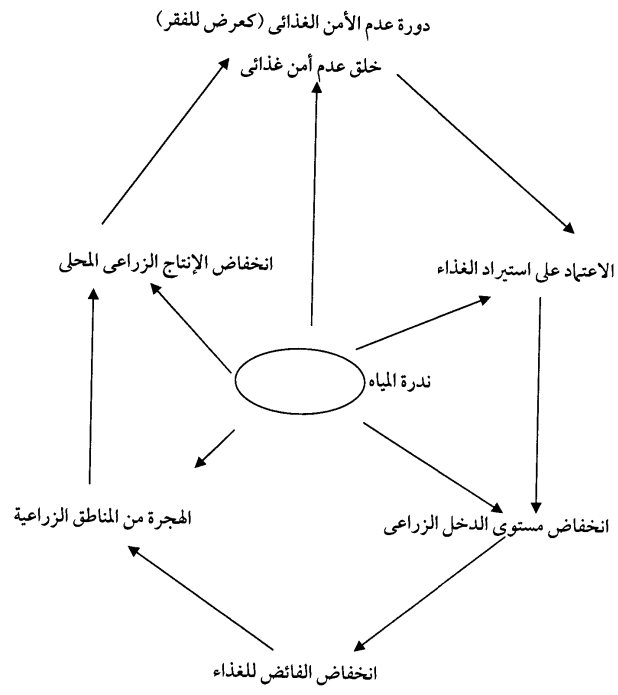 دورة عدم الأمن الغذائى (كعرض للفقر)
خلق عدم أمن غذائى
انخفاض الإنتاج الزراعى المحلى
الاعتماد على استيراد الغذاء
ندرة المياه
الهجرة من المناطق الزراعية
انخفاض مستوى الدخل الزراعى
انخفاض الفائض للغذاء